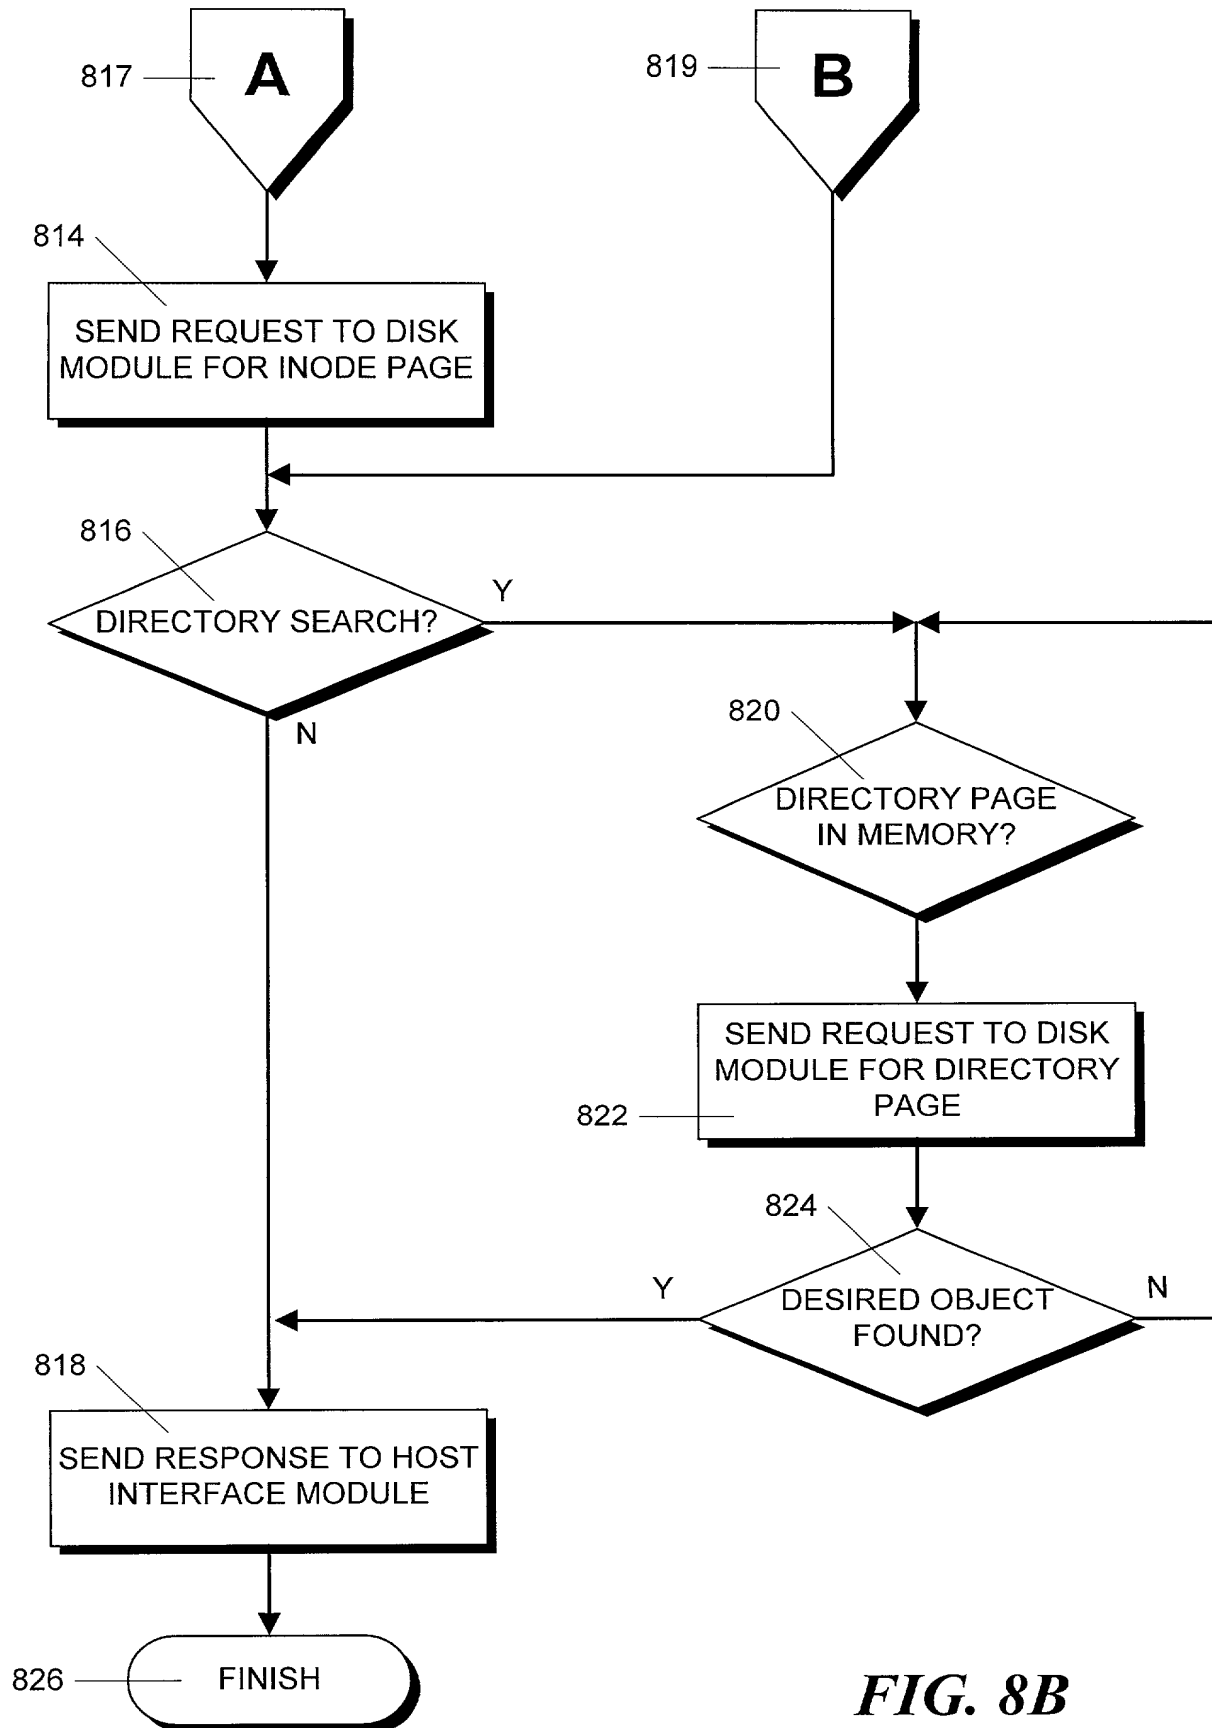 817
A
819
B
814
SEND REQUEST TO DISK
MODULE FOR INODE PAGE
816
DIRECTORY SEARCH?
Y
N
820
DIRECTORY PAGE
IN MEMORY?
SEND REQUEST TO DISK
MODULE FOR DIRECTORY
PAGE
822
824
DESIRED OBJECT
FOUND?
Y
N
818
SEND RESPONSE TO HOST
INTERFACE MODULE
826
FINISH
FIG. 8B